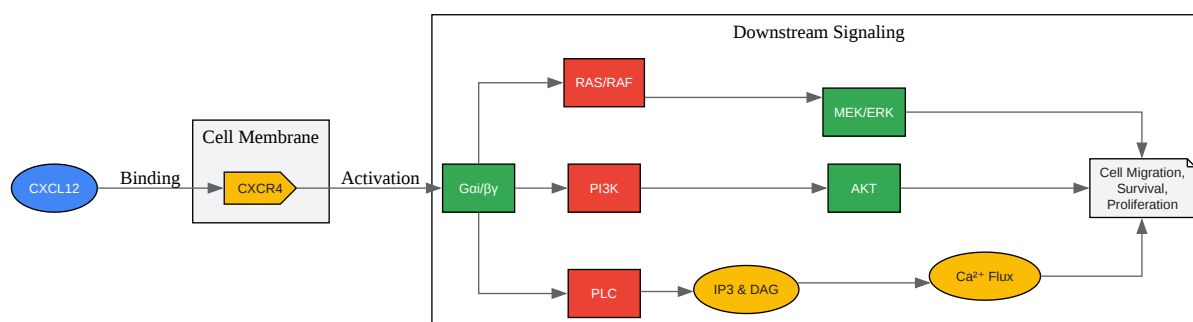 Downstream Signaling
RAS/RAF
MEK/ERK
Cell Membrane
CXCL12
Binding
CXCR4
Activation
Gαi/βγ
PI3K
AKT
Cell Migration,
Survival,
Proliferation
PLC
IP3 & DAG
Ca²⁺ Flux